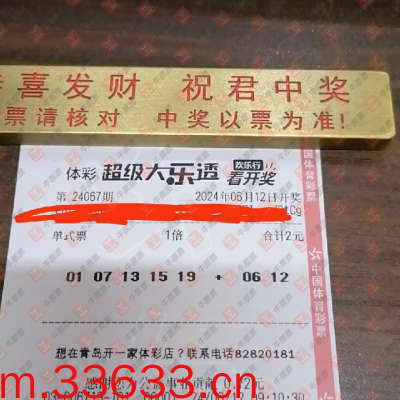 喜发财 祝君中奖
票请核对 中奖以票为准！
体彩 超级大乐透 欢乐行 看开奖
第 24067期 2024年06月12日开奖
单式票 1倍 合计2元
01 07 13 15 19 + 06 12
想在青岛开一家体彩店？联系电话82820181
m.33633.cn
中国体育彩票
国体育彩票